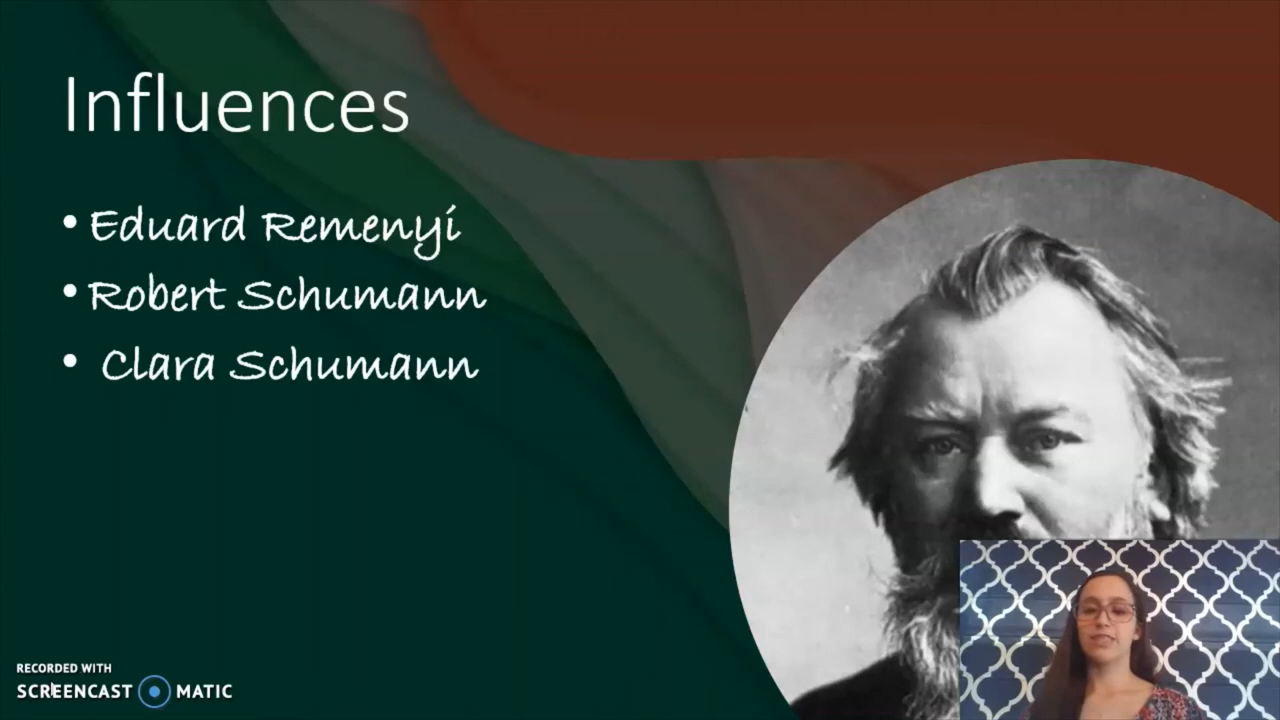 Influences
• Eduard Remenyi
• Robert Schumann
• Clara Schumann
RECORDED WITH
SCREENCAST MATIC